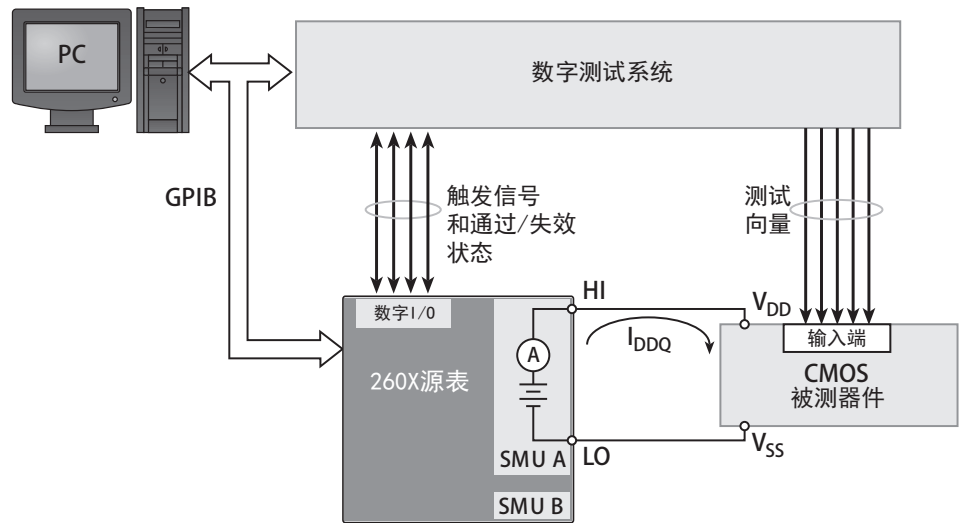 PC
数字测试系统
GPIB
触发信号
和通过/失效
状态
测试
向量
数字I/0
HI
VDD
IDDQ
输入端
A
260X源表
CMOS
被测器件
SMU A
LO
VSS
SMU B